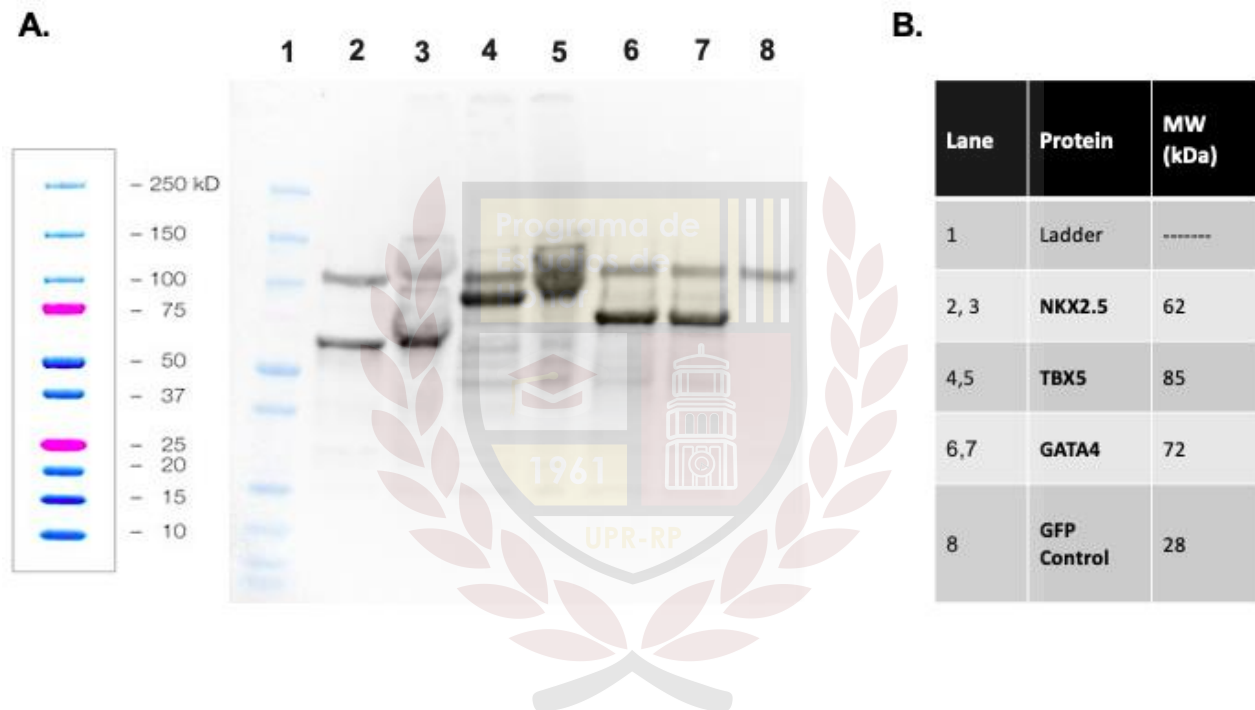 A.
B.
1 2 3 4 5 6 7 8
– 250 kD
– 150
– 100
– 75
– 50
– 37
– 25
– 20
– 15
– 10
Programa de
Estudios de
1961
UPR-RP
Lane Protein MW (kDa)
1 Ladder -------
2, 3 NKX2.5 62
4,5 TBX5 85
6,7 GATA4 72
8 GFP Control 28